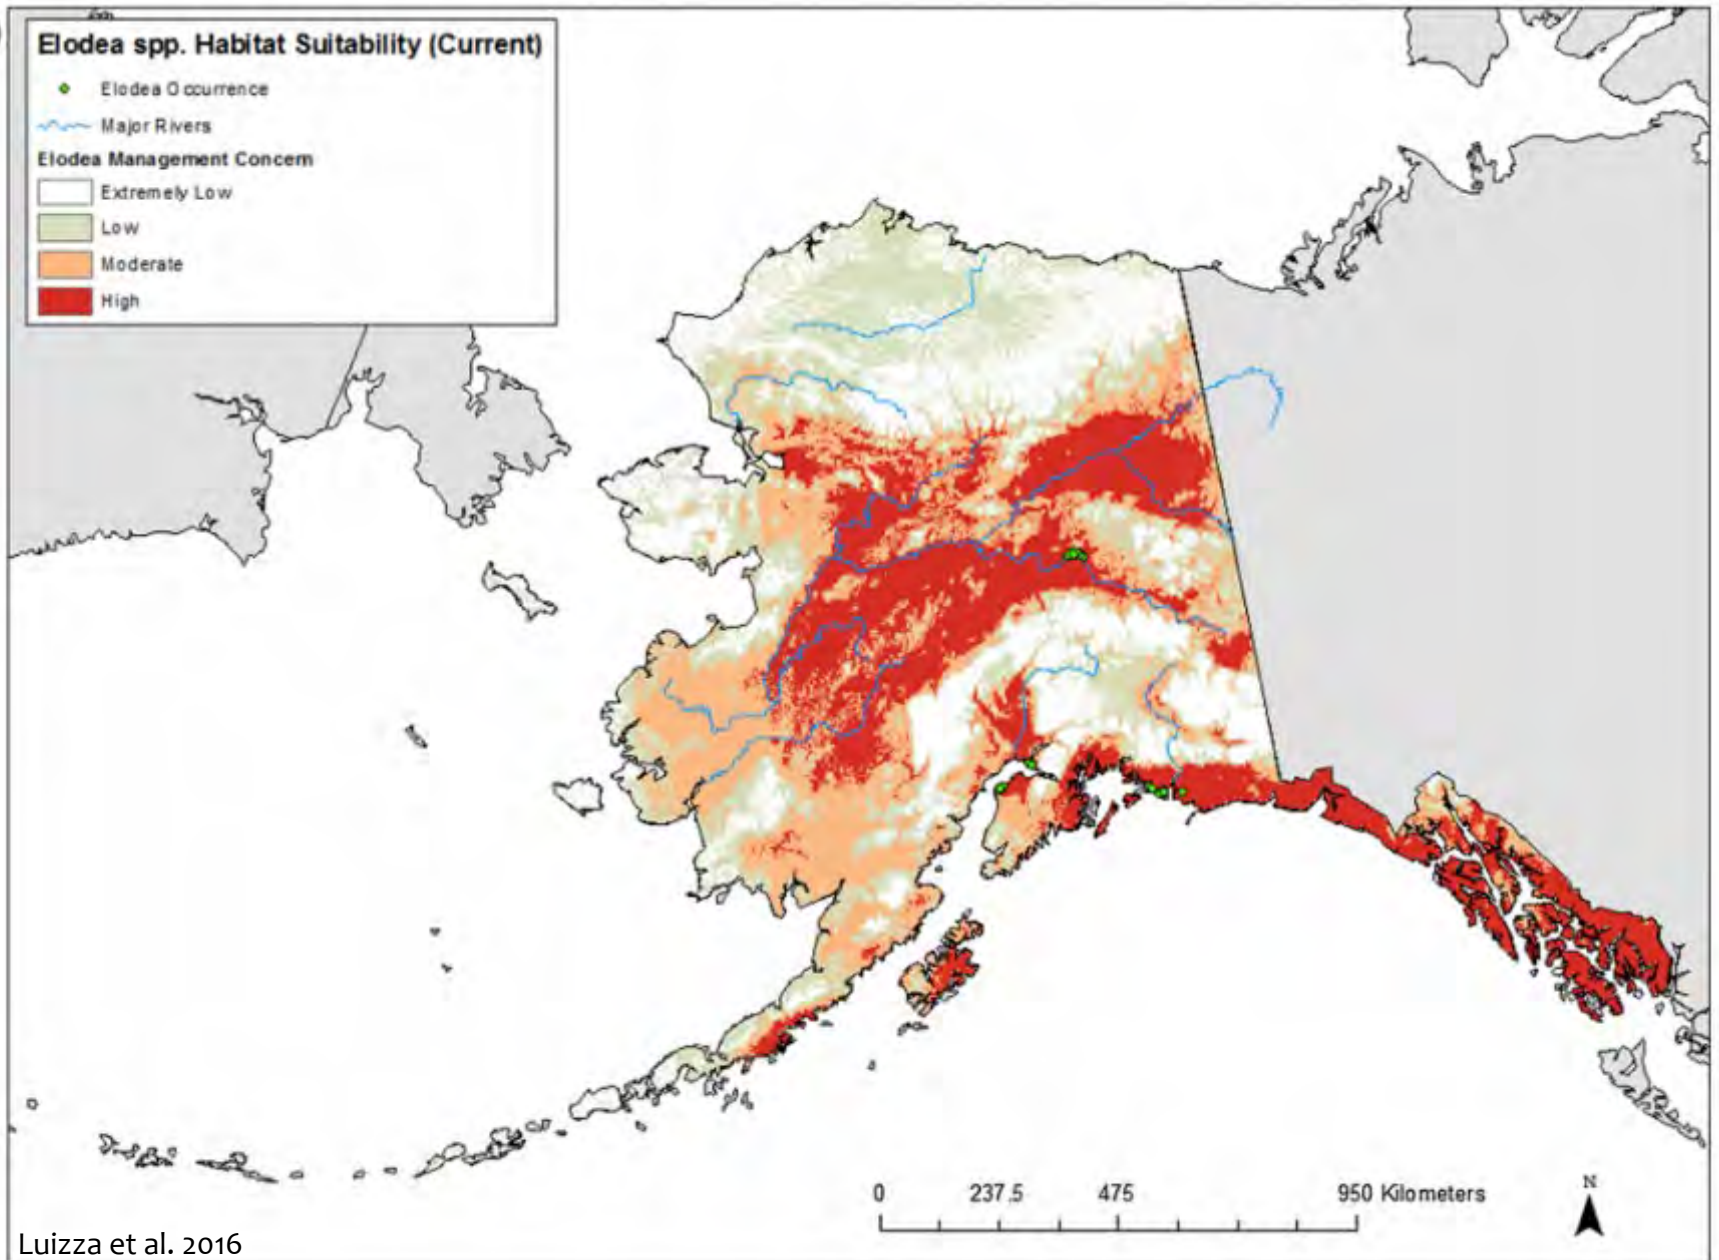 Elodea spp. Habitat Suitability (Current)
Elodea Occurrence
Major Rivers
Elodea Management Concern
Extremely Low
Low
Moderate
High
0 237.5 475 950 Kilometers
N
Luizza et al. 2016